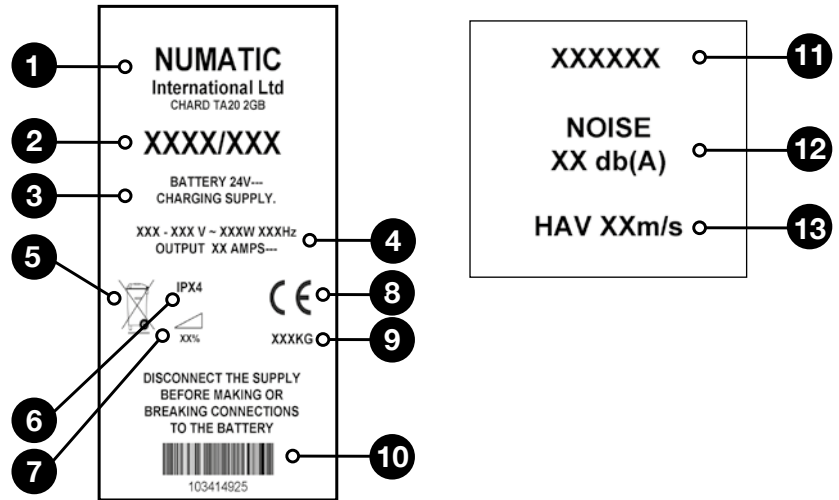 1
NUMATIC
International Ltd
CHARD TA20 2GB
2
XXXX/XXX
3
BATTERY 24V---
CHARGING SUPPLY.
XXX - XXX V ~ XXXW XXXHz
OUTPUT XX AMPS---
4
5
IPX4
6
XX%
7
CE
8
XXXKG
9
DISCONNECT THE SUPPLY
BEFORE MAKING OR
BREAKING CONNECTIONS
TO THE BATTERY
10
103414925
XXXXXX
11
NOISE
XX db(A)
12
HAV XXm/s
13